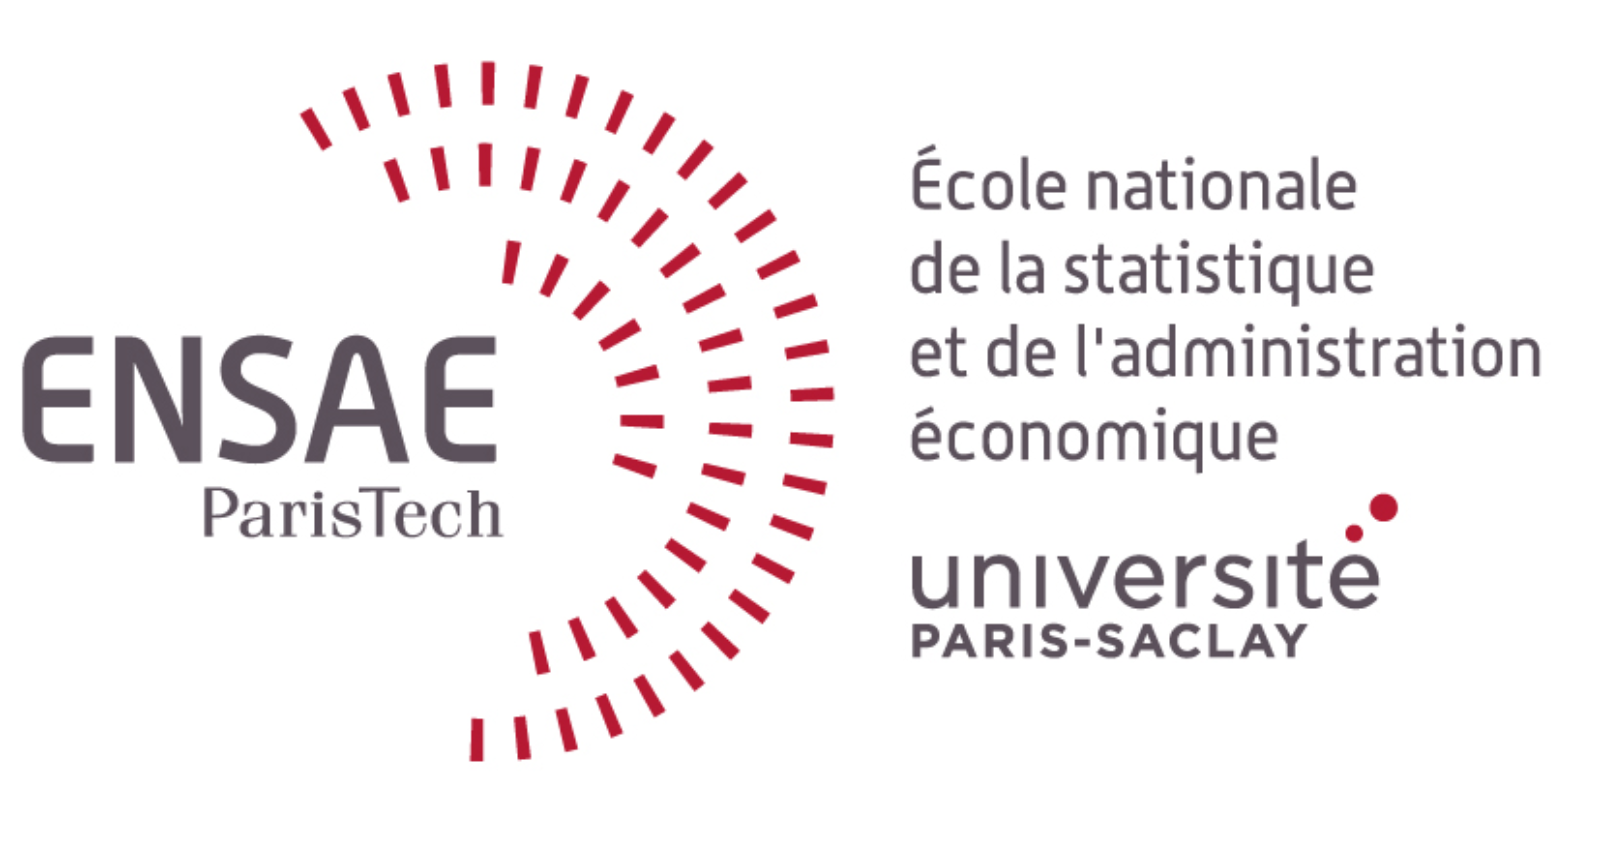 ENSAE
ParisTech
École nationale
de la statistique
et de l'administration
économique
université
PARIS-SACLAY